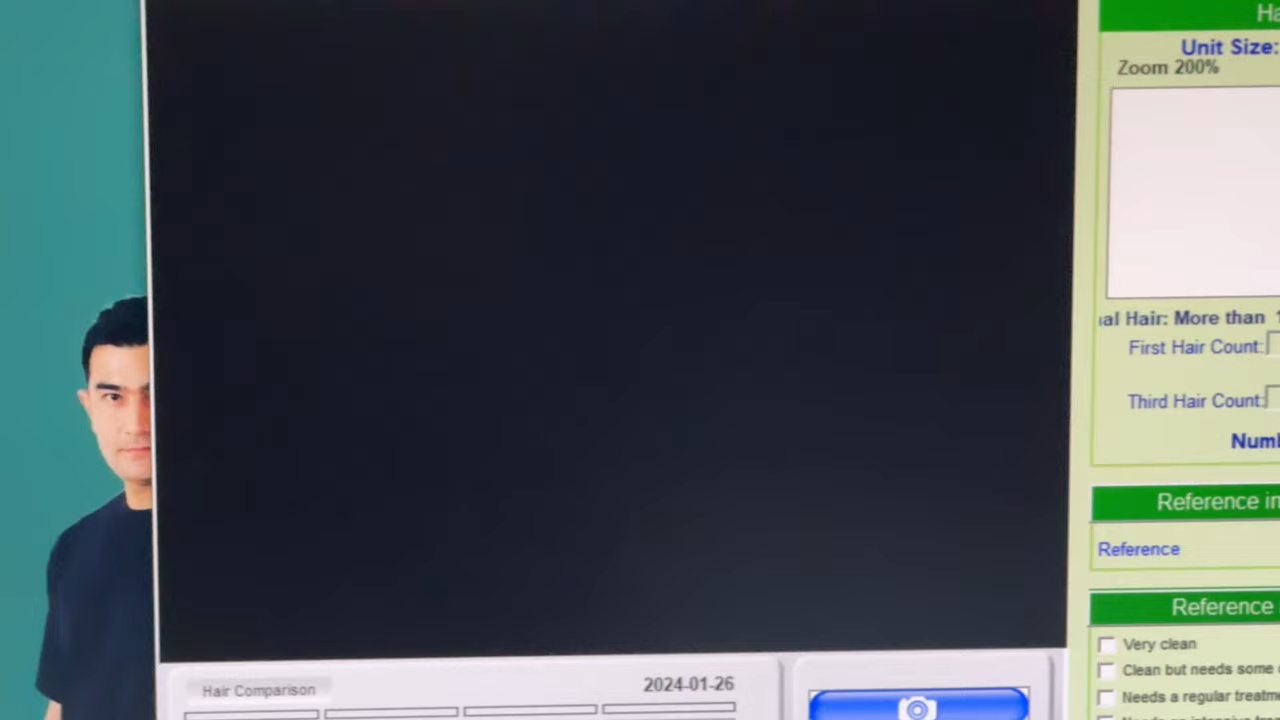 Unit Size:
Zoom 200%
al Hair: More than
First Hair Count:
Third Hair Count:
Reference
Reference
Reference
Very clean
Clean but needs some
Needs a regular
Hair Comparison
2024-01-26